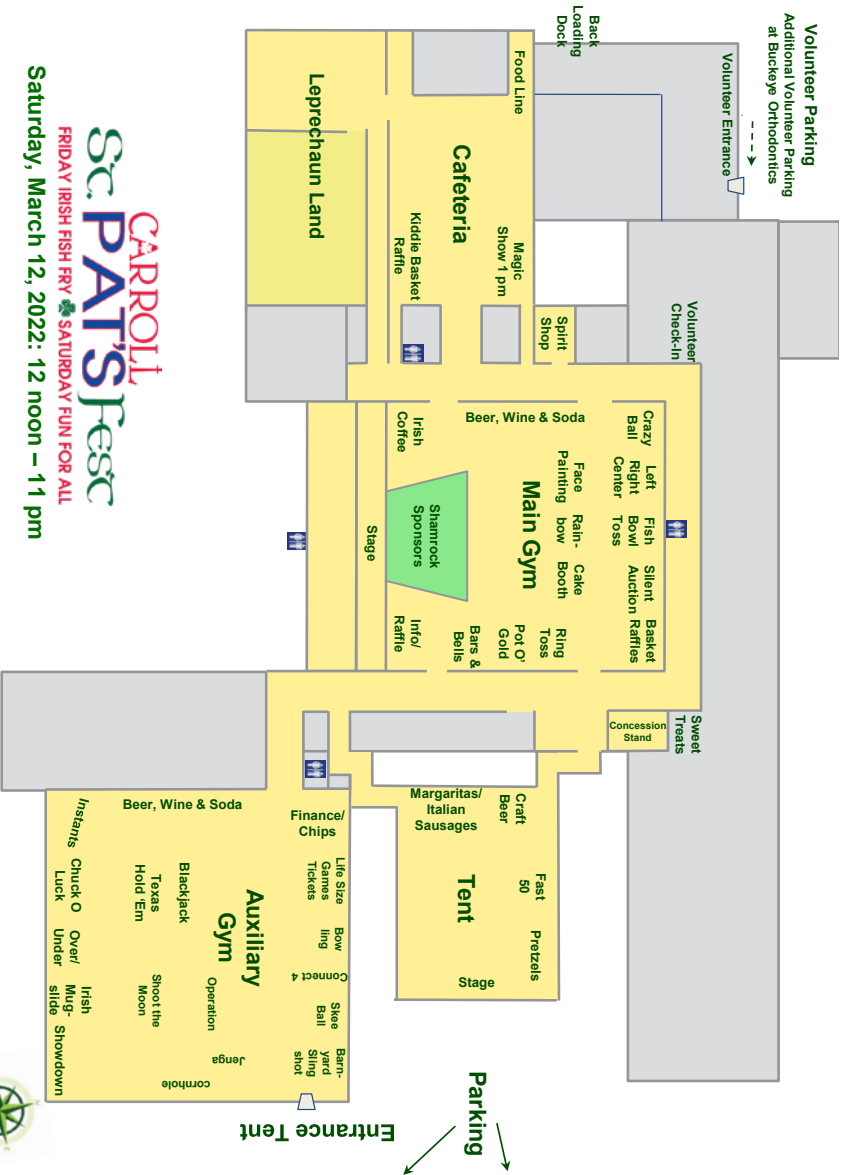 Volunteer Parking
Additional Volunteer Parking
at Buckeye Orthodontics
Volunteer Entrance
Back
Loading
Dock
Food Line
Cafeteria
Magic
Show 1 pm
Kiddie Basket
Raffle
Leprechaun Land
Spirit
Shop
Volunteer
Check-In
Beer, Wine & Soda
Irish
Coffee
Crazy
Ball
Left
Right
Center
Fish
Bowl
Toss
Silent
Auction
Basket
Raffles
Face
Painting
Rain-
bow
Cake
Booth
Main Gym
Ring
Toss
Pot O'
Gold
Bars &
Bells
Info/
Raffle
Shamrock
Sponsors
Stage
Concession
Stand
Sweet
Treats
Margaritas/
Italian
Sausages
Craft
Beer
Fast
50
Pretzels
Tent
Stage
Finance/
Chips
Beer, Wine & Soda
Life Size
Games
Tickets
Bow
ling
Connect 4
Skee
Ball
Barn-
yard
Sling
shot
Auxiliary
Gym
Operation
Jenga
cornhole
Blackjack
Texas
Hold 'Em
Shoot the
Moon
Instants
Chuck O
Luck
Over/
Under
Irish
Mug-
slide
Showdown
Entrance Tent
Parking
CARROLL
St. PAT'S Fest
FRIDAY IRISH FISH FRY SATURDAY FUN FOR ALL
Saturday, March 12, 2022: 12 noon – 11 pm